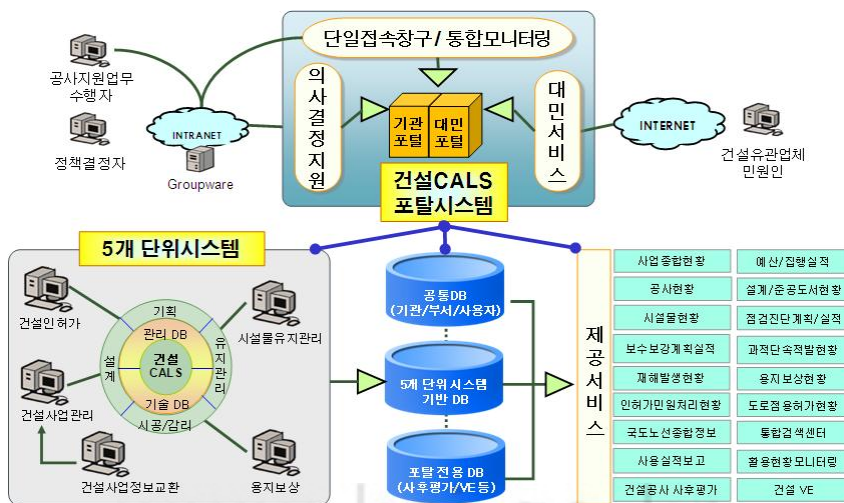 단일접속창구 / 통합모니터링
공사지원업무
수행자
정책결정자
INTRANET
Groupware
의사결정지원
기관
포털
대민
포털
대민서비스
INTERNET
건설유관업체
민원인
건설CALS
포탈시스템
5개 단위시스템
건설인허가
시설물유지관리
건설사업관리
건설사업정보교환
용지보상
기획
관리 DB
설계
건설
CALS
유지관리
기술 DB
시공/감리
공통DB
(기관/부서/사용자)
5개 단위시스템
기반 DB
포탈 전용 DB
(사후평가/VE등)
제공서비스
사업종합현황
예산/집행실적
공사현황
설계/준공도서현황
시설물현황
점검진단계획/실적
보수보강계획실적
과적단속적발현황
재해발생현황
용지보상현황
인허가민원처리현황
도로점용허가현황
국도노선종합정보
통합검색센터
사용실적보고
활용현황모니터링
건설공사 사후평가
건설 VE